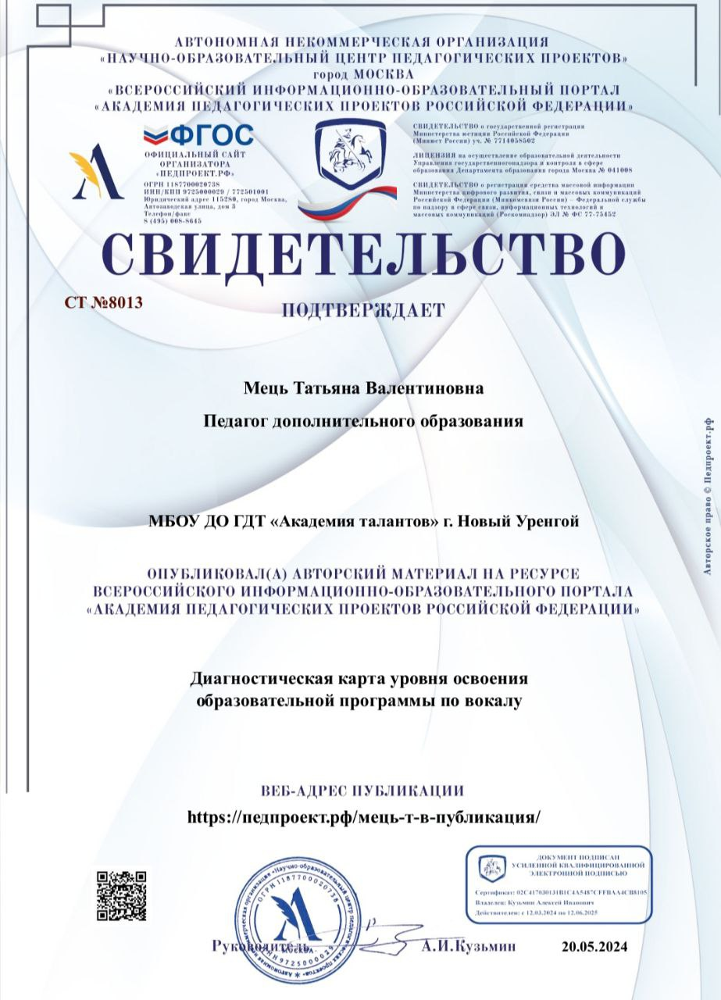 АВТОНОМНАЯ НЕКОММЕРЧЕСКАЯ ОРГАНИЗАЦИЯ
«НАУЧНО-ОБРАЗОВАТЕЛЬНЫЙ ЦЕНТР ПЕДАГОГИЧЕСКИХ ПРОЕКТОВ»
город МОСКВА
«ВСЕРОССИЙСКИЙ ИНФОРМАЦИОННО-ОБРАЗОВАТЕЛЬНЫЙ ПОРТАЛ
«АКАДЕМИЯ ПЕДАГОГИЧЕСКИХ ПРОЕКТОВ РОССИЙСКОЙ ФЕДЕРАЦИИ»
ФГОС
ОФИЦИАЛЬНЫЙ САЙТ
ОРГАНИЗАТОРА
«ПЕДПРОЕКТ.РФ»
ОГРН 1187700020738
ИНН/КПП 9725000029 / 772501001
Юридический адрес 115280, город Москва,
Автозаводская улица, дом 3
Телефон/факс
8 (495) 008-8645
СВИДЕТЕЛЬСТВО о государственной регистрации
Министерства юстиции Российской Федерации
(Минюст России) уч. № 7714058502
ЛИЦЕНЗИЯ на осуществление образовательной деятельности
Управления государственногонадзора и контроля в сфере
образования Департамента образования города Москва № 041008
СВИДЕТЕЛЬСТВО о регистрации средства массовой информации
Министерства цифрового развития, связи и массовых коммуникаций
Российской Федерации (Минкомсвязи России) – Федеральной службы
по надзору в сфере связи, информационных технологий и
массовых коммуникаций (Роскомнадзор) ЭЛ № ФС 77-75452
СВИДЕТЕЛЬСТВО
СТ №8013
ПОДТВЕРЖДАЕТ
Мець Татьяна Валентиновна
Педагог дополнительного образования
МБОУ ДО ГДТ «Академия талантов» г. Новый Уренгой
ОПУБЛИКОВАЛ(А) АВТОРСКИЙ МАТЕРИАЛ НА РЕСУРСЕ
ВСЕРОССИЙСКОГО ИНФОРМАЦИОННО-ОБРАЗОВАТЕЛЬНОГО ПОРТАЛА
«АКАДЕМИЯ ПЕДАГОГИЧЕСКИХ ПРОЕКТОВ РОССИЙСКОЙ ФЕДЕРАЦИИ»
Авторское право © Педпроект.рф
Диагностическая карта уровня освоения
образовательной программы по вокалу
ВЕБ-АДРЕС ПУБЛИКАЦИИ
https://педпроект.рф/мець-т-в-публикация/
Автономная некоммерческая организация «Научно-образовательный центр педагогических проектов»
ОГРН 1187700020738
ИНН 9725000029
МОСКВА
Руководитель
А.И.Кузьмин
ДОКУМЕНТ ПОДПИСАН
УСИЛЕННОЙ КВАЛИФИЦИРОВАННОЙ
ЭЛЕКТРОННОЙ ПОДПИСЬЮ
Сертификат:
Владелец: Кузьмин Алексей Иванович
Действителен: с 12.03.2024 по 12.06.2025
20.05.2024